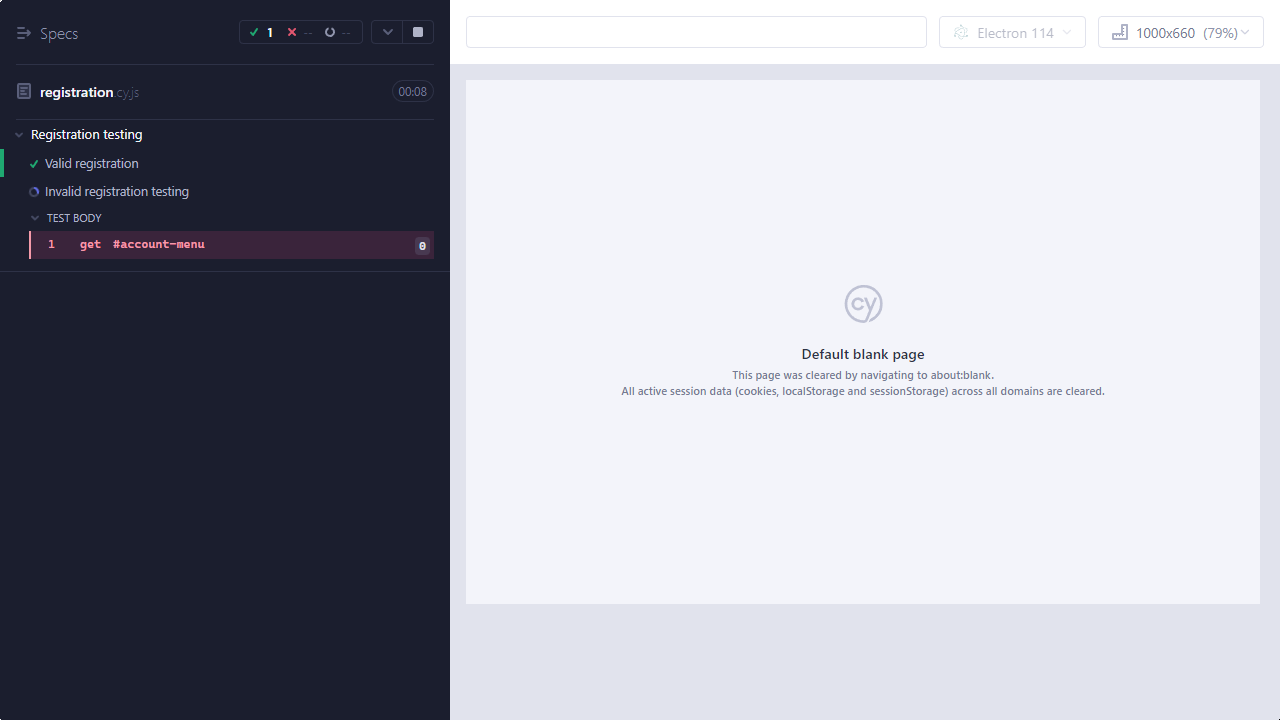 Specs
1
--
--
Electron 114
1000x660 (79%)
registration.cy.js
00:08
Registration testing
Valid registration
Invalid registration testing
TEST BODY
1 get #account-menu 0
cy
Default blank page
This page was cleared by navigating to about:blank.
All active session data (cookies, localStorage and sessionStorage) across all domains are cleared.